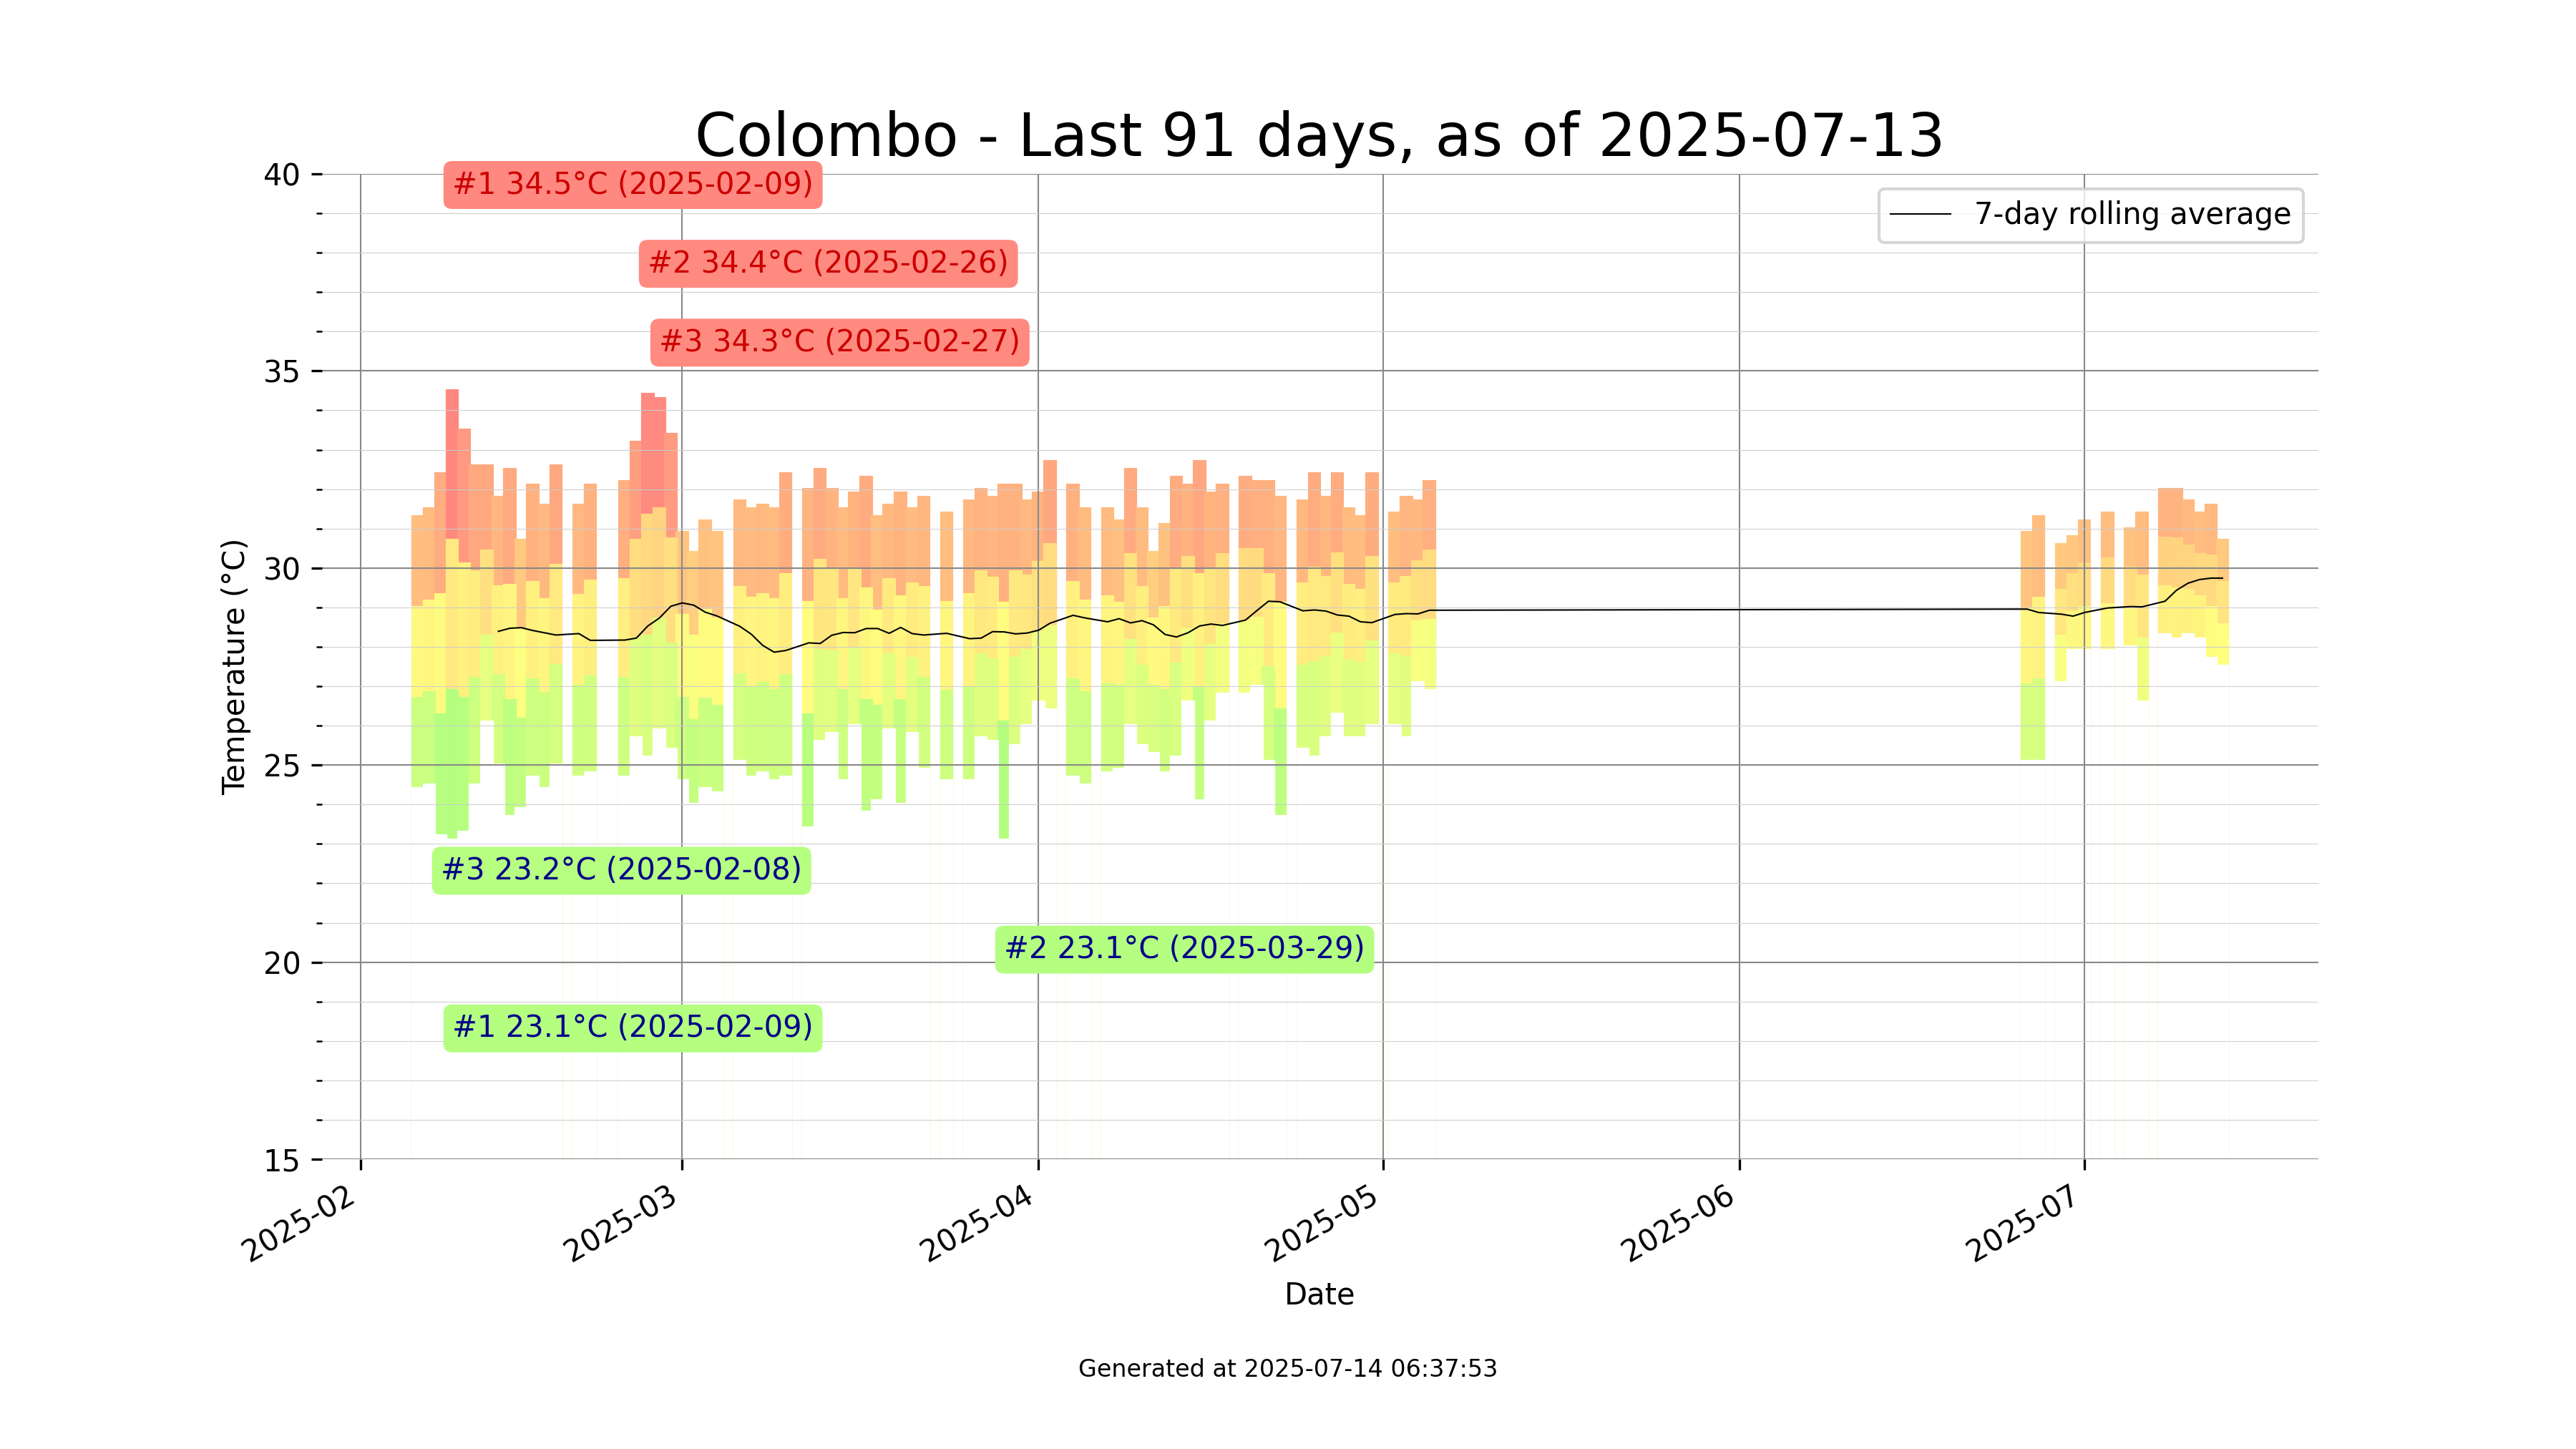 Colombo - Last 91 days, as of 2025-07-13
40
35
30
25
20
15
Temperature (°C)
#1 34.5°C (2025-02-09)
#2 34.4°C (2025-02-26)
#3 34.3°C (2025-02-27)
7-day rolling average
#3 23.2°C (2025-02-08)
#2 23.1°C (2025-03-29)
#1 23.1°C (2025-02-09)
2025-02
2025-03
2025-04
2025-05
2025-06
2025-07
Date
Generated at 2025-07-14 06:37:53